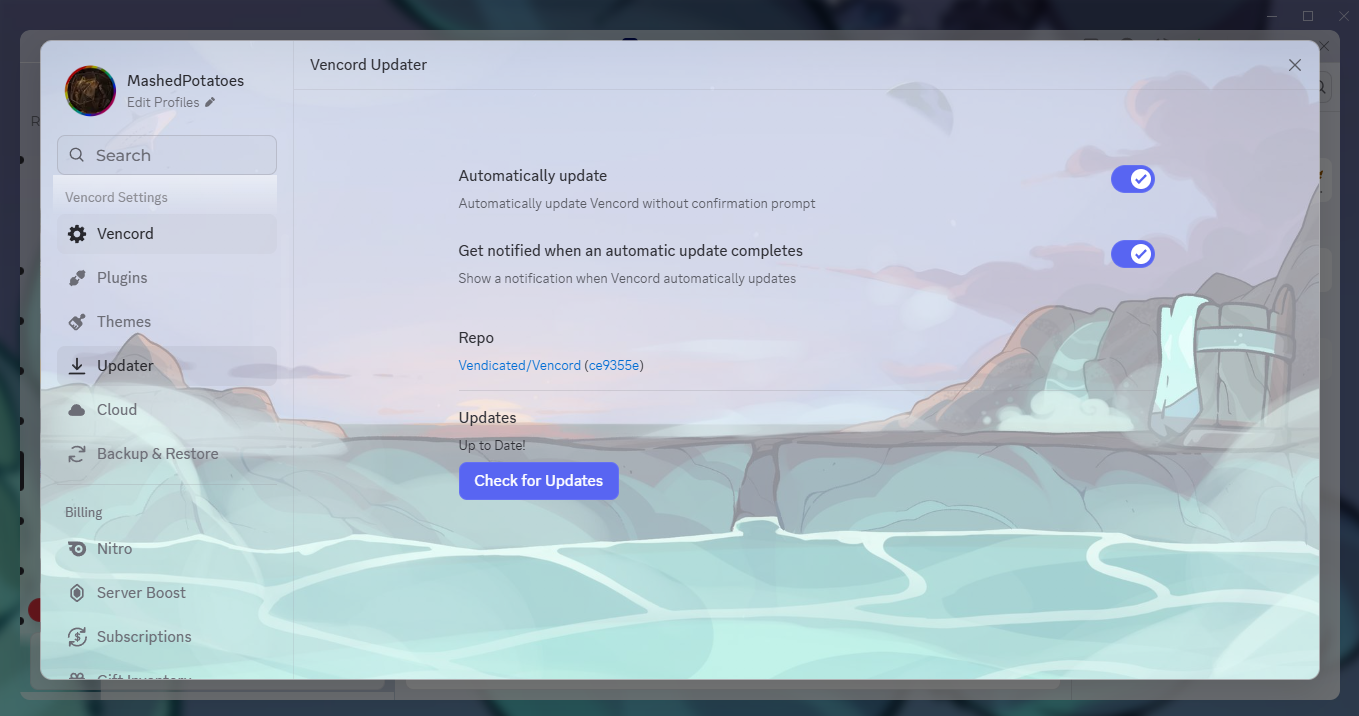 Vencord Updater
MashedPotatoes
Edit Profiles
Search
Vencord Settings
Vencord
Plugins
Themes
Updater
Cloud
Backup & Restore
Billing
Nitro
Server Boost
Subscriptions
Gift Inventory
Automatically update
Automatically update Vencord without confirmation prompt
Get notified when an automatic update completes
Show a notification when Vencord automatically updates
Repo
Vendicated/Vencord (ce9355e)
Updates
Up to Date!
Check for Updates